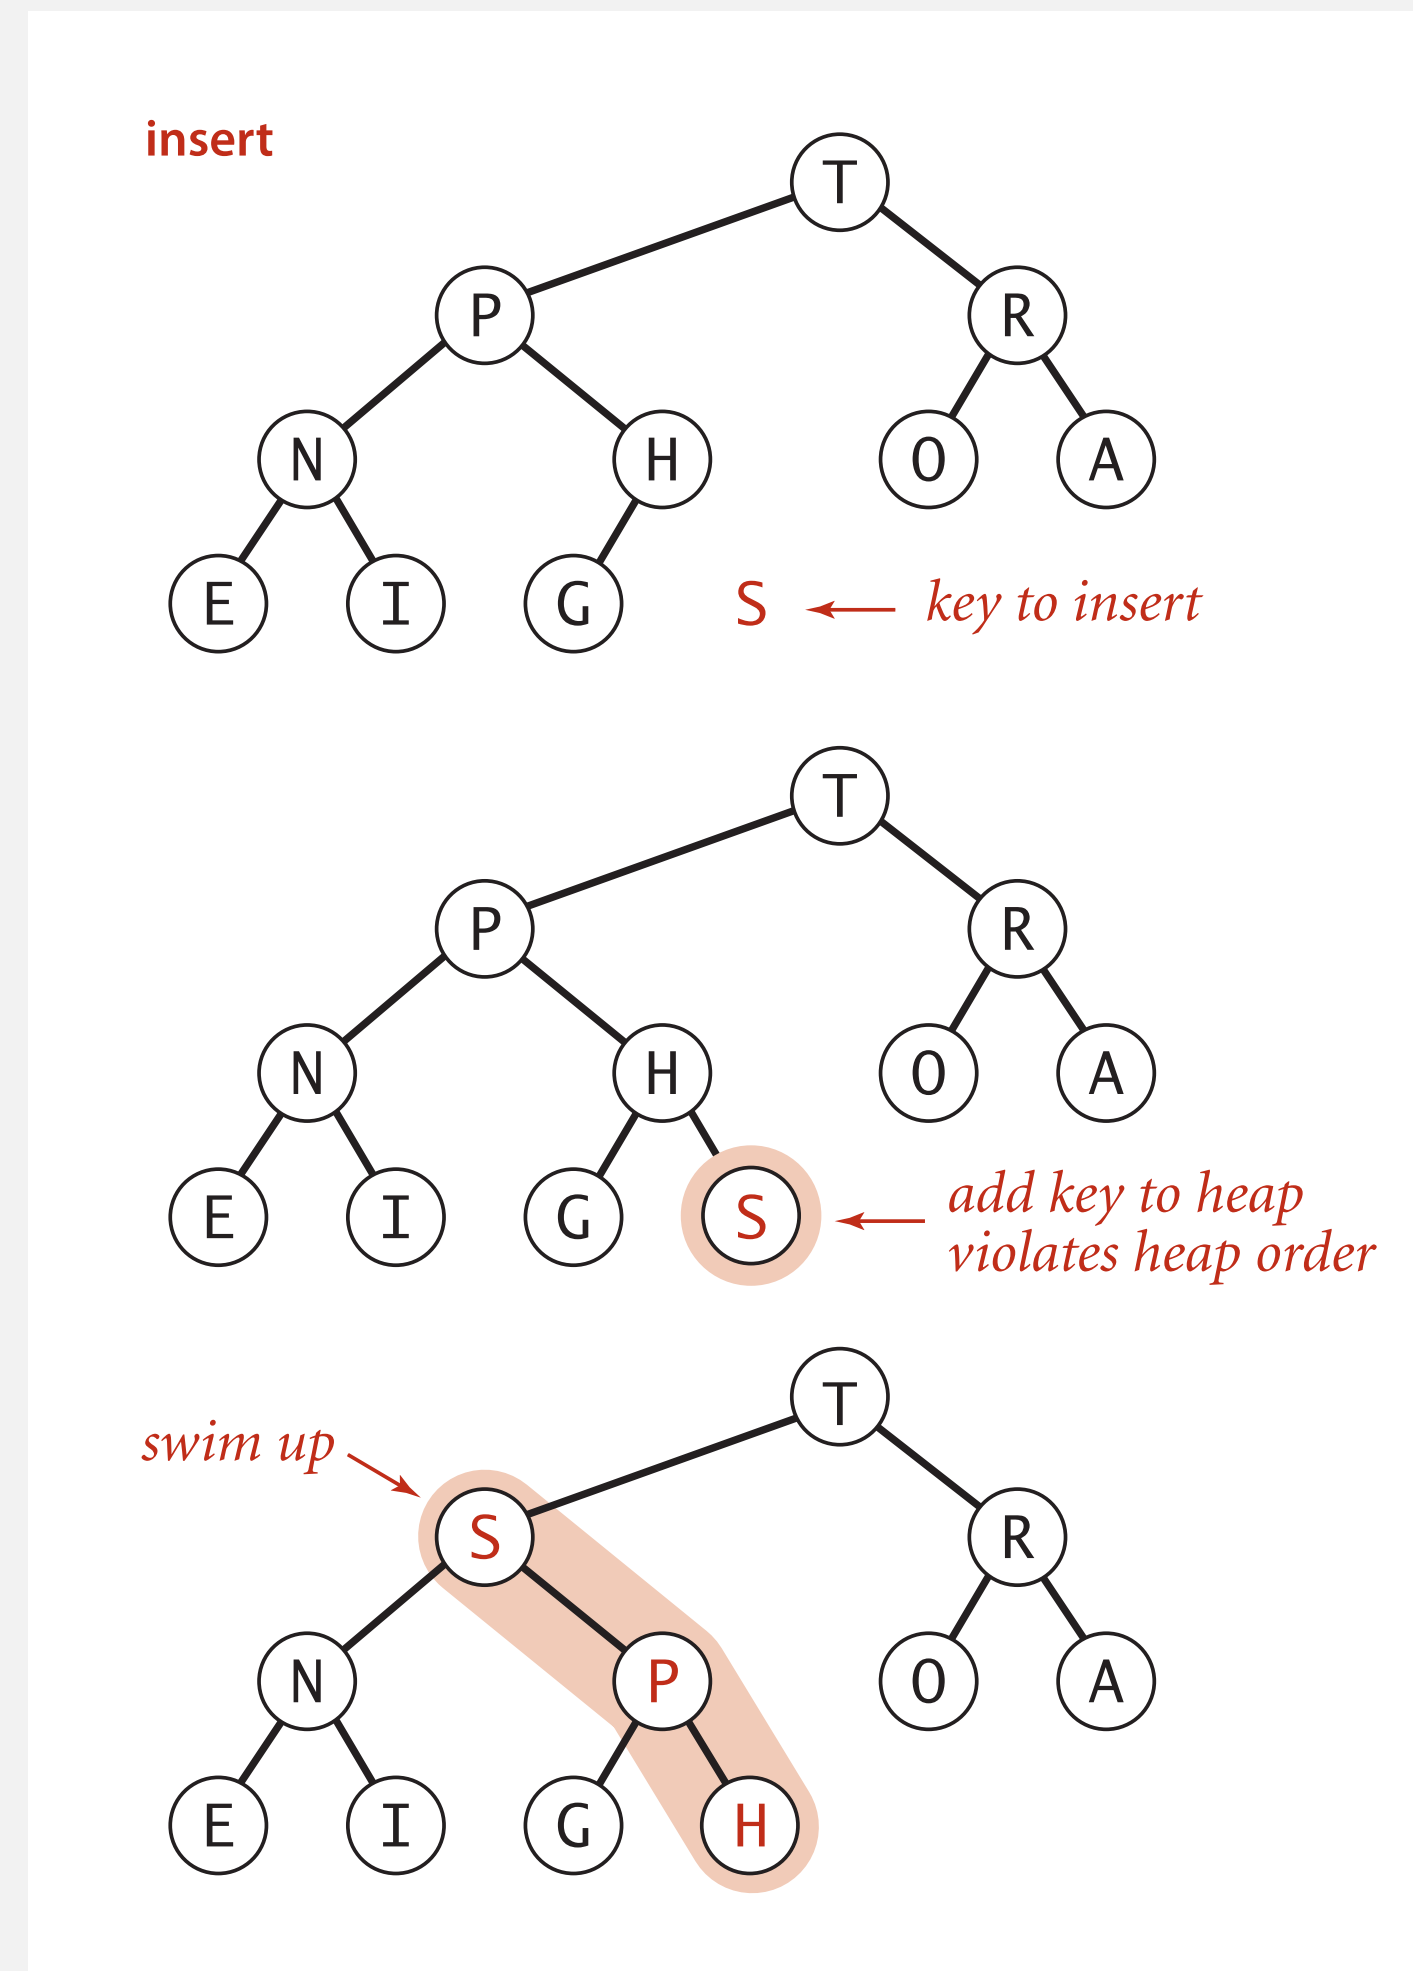 insert
T
P R
N H O A
E I G S key to insert
T
P R
N H O A
E I G S add key to heap
violates heap order
T
swim up
S R
N P O A
E I G H